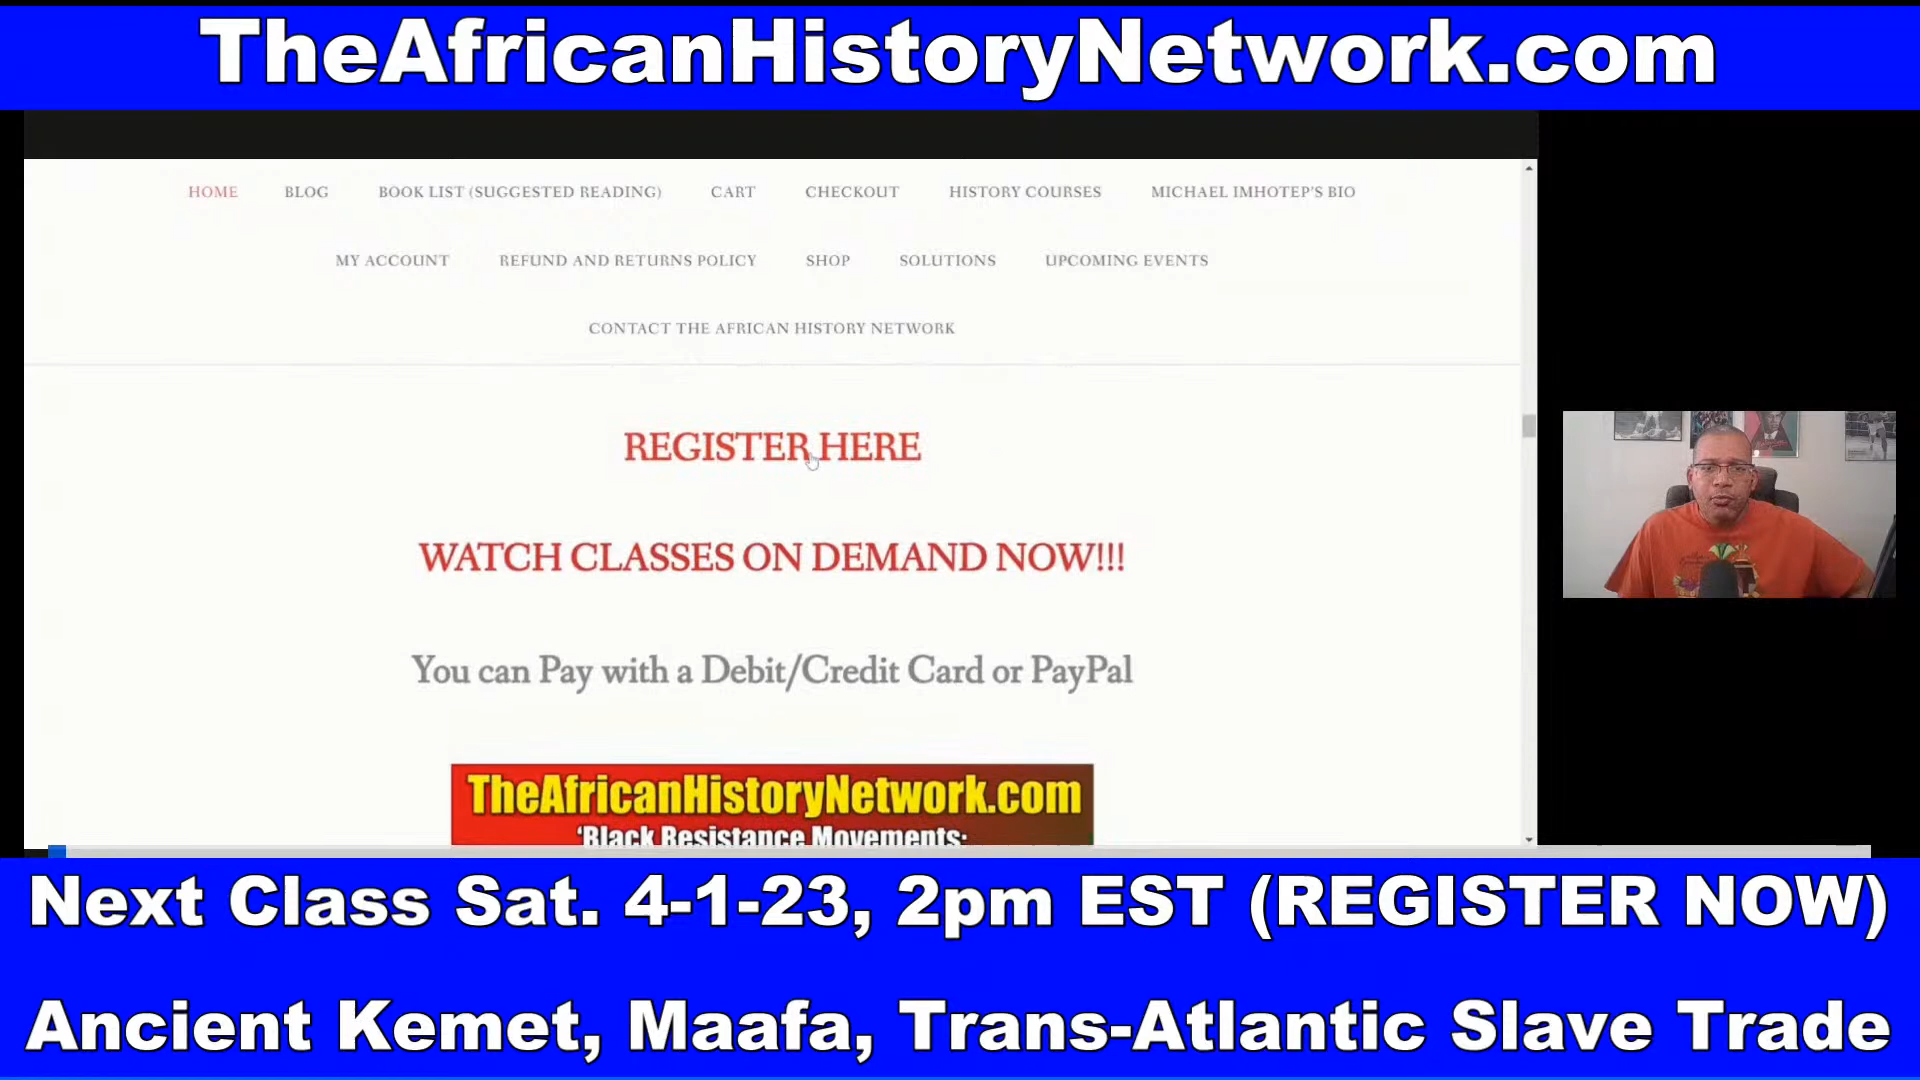 TheAfricanHistoryNetwork.com
HOME BLOG BOOK LIST (SUGGESTED READING) CART CHECKOUT HISTORY COURSES MICHAEL IMHOTEP'S BIO
MY ACCOUNT REFUND AND RETURNS POLICY SHOP SOLUTIONS UPCOMING EVENTS
CONTACT THE AFRICAN HISTORY NETWORK
REGISTER HERE
WATCH CLASSES ON DEMAND NOW!!!
You can Pay with a Debit/Credit Card or PayPal
TheAfricanHistoryNetwork.com
'Black Resistance Movements:
Next Class Sat. 4-1-23, 2pm EST (REGISTER NOW)
Ancient Kemet, Maafa, Trans-Atlantic Slave Trade